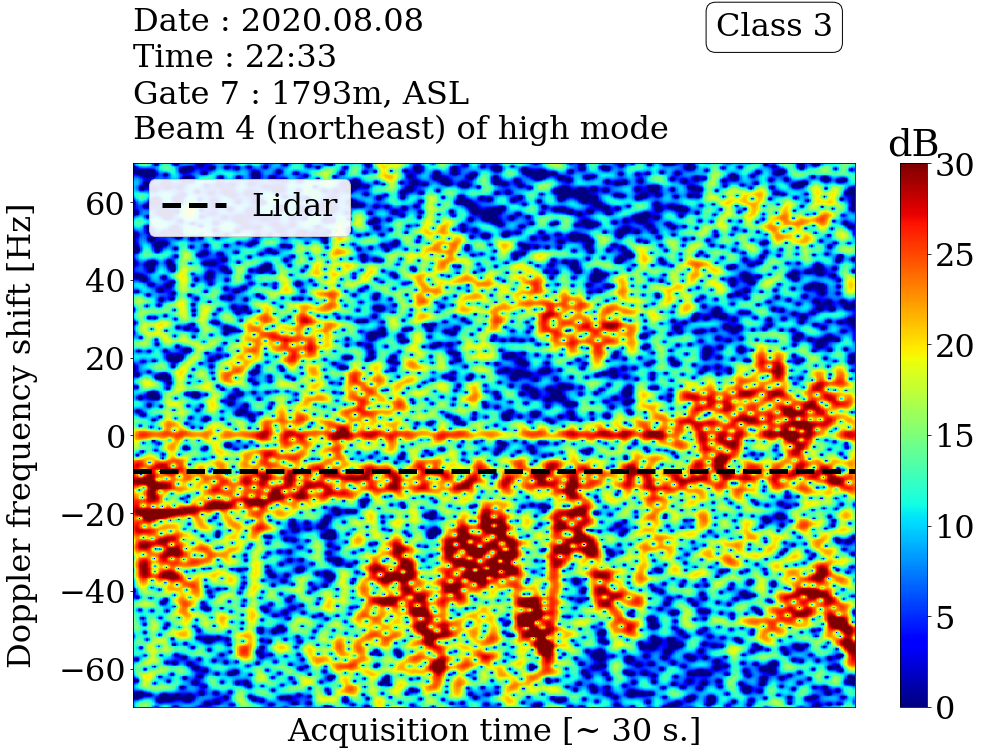 Date : 2020.08.08
Time : 22:33
Gate 7 : 1793m, ASL
Beam 4 (northeast) of high mode
Class 3
dB
Lidar
Doppler frequency shift [Hz]
60
40
20
0
−20
−40
−60
Acquisition time [~ 30 s.]
30
25
20
15
10
5
0